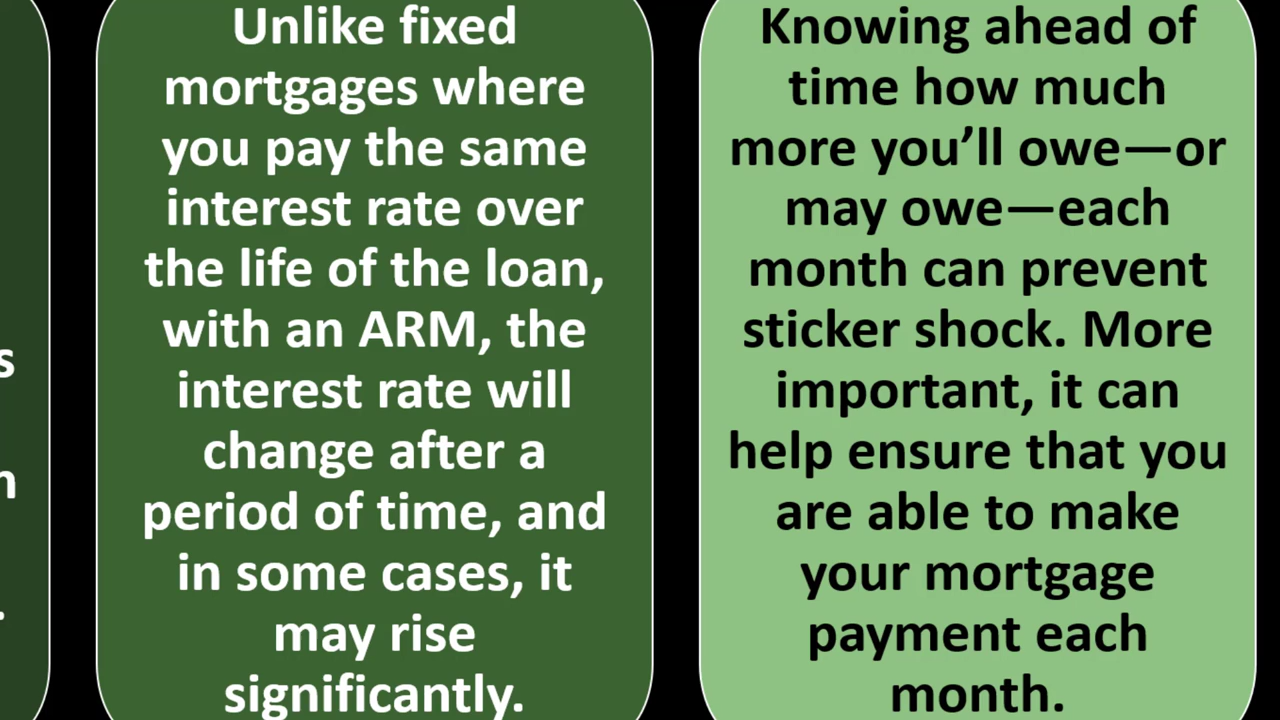 Unlike fixed
mortgages where
you pay the same
interest rate over
the life of the loan,
with an ARM, the
interest rate will
change after a
period of time, and
in some cases, it
may rise
significantly.
Knowing ahead of
time how much
more you’ll owe—or
may owe—each
month can prevent
sticker shock. More
important, it can
help ensure that you
are able to make
your mortgage
payment each
month.